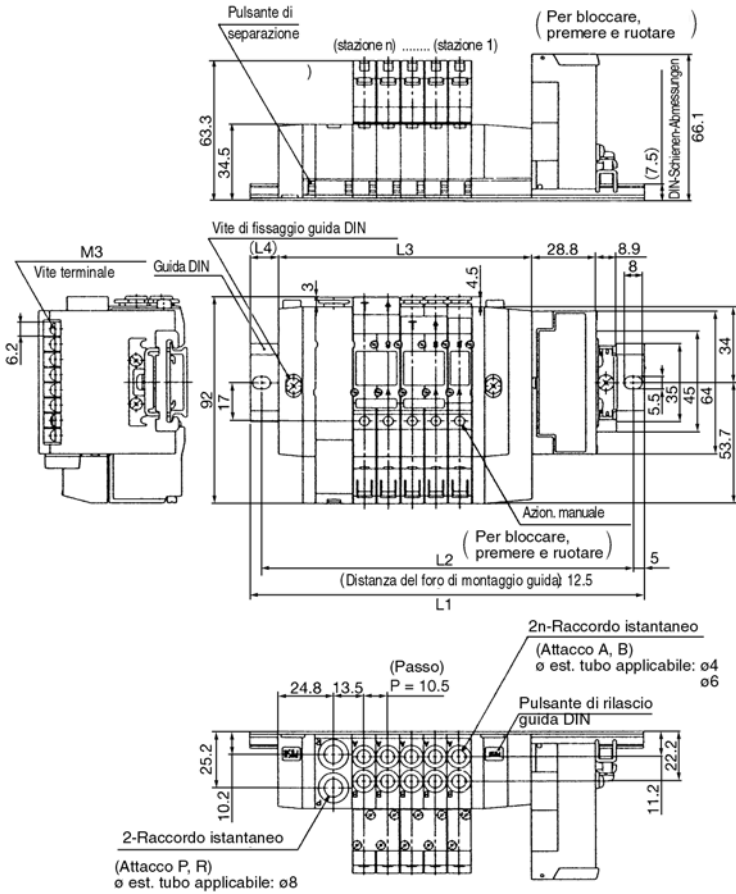 Pulsante di
separazione
(stazione n) ........ (stazione 1)
( Per bloccare,
premere e ruotare )
)
63.3
34.5
(7.5)
DIN-Schienen-Abmessungen
66.1
Vite di fissaggio guida DIN
M3
Vite terminale
Guida DIN
(L4)
L3
28.8
8.9
8
3
4.5
6.2
92
17
34
5.5
35
45
64
53.7
Azion. manuale
( Per bloccare,
premere e ruotare )
L2
5
(Distanza del foro di montaggio guida) 12.5
L1
2n-Raccordo istantaneo
(Attacco A, B)
ø est. tubo applicabile: ø4
ø6
(Passo)
P = 10.5
24.8
13.5
Pulsante di rilascio
guida DIN
25.2
10.2
22.2
11.2
2-Raccordo istantaneo
(Attacco P, R)
ø est. tubo applicabile: ø8